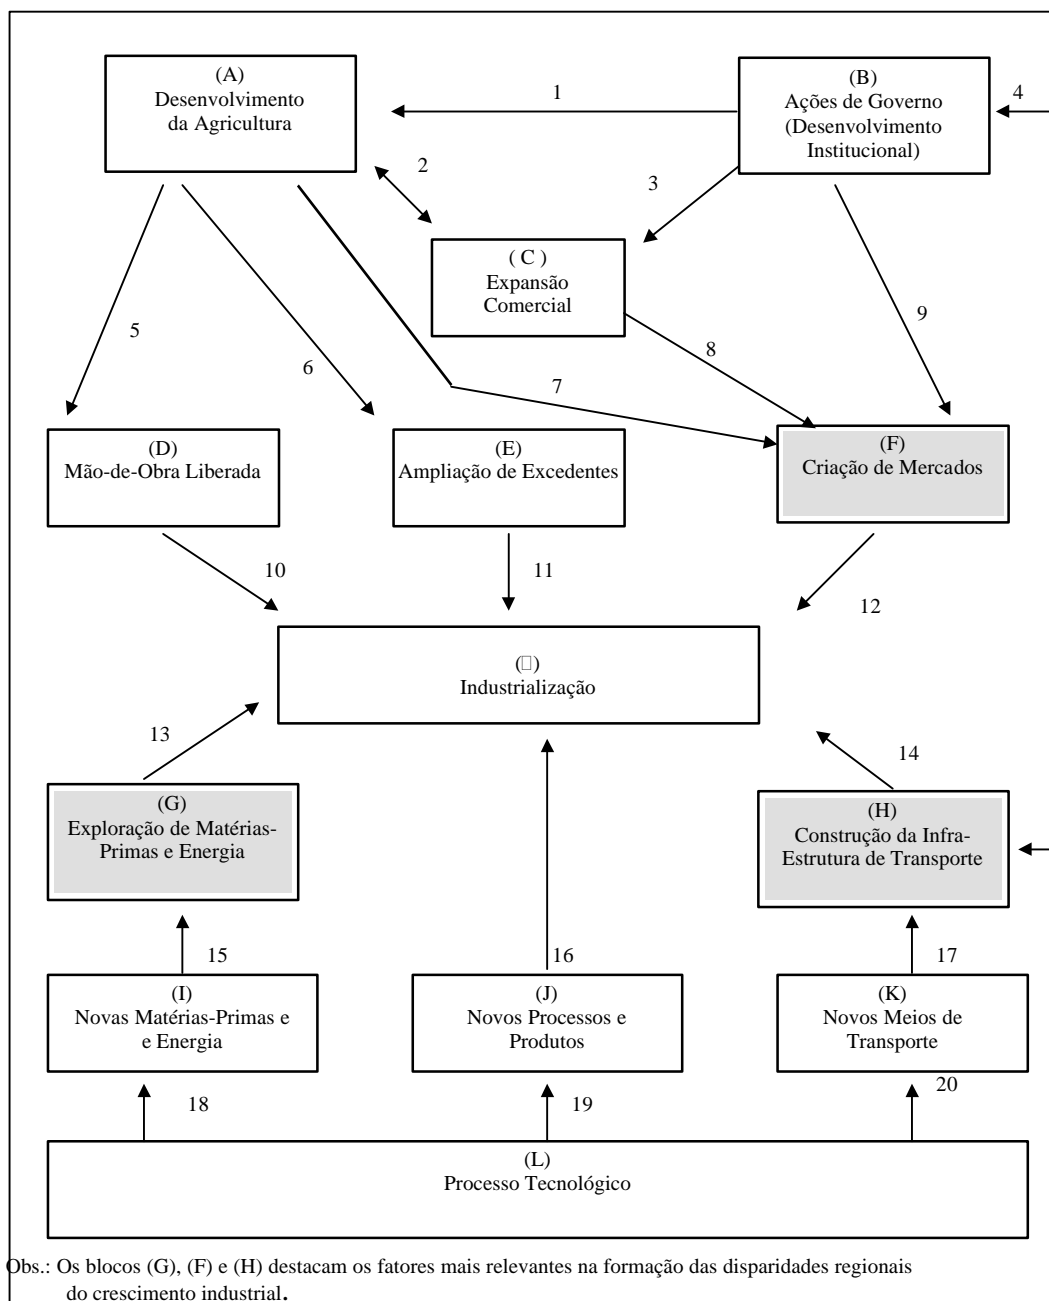 (A)
Desenvolvimento
da Agricultura
1
(B)
Ações de Governo
(Desenvolvimento
Institucional)
4
2
3
( C )
Expansão
Comercial
5
6
7
8
9
(D)
Mão-de-Obra Liberada
(E)
Ampliação de Excedentes
(F)
Criação de Mercados
10
11
12
(□)
Industrialização
13
14
(G)
Exploração de Matérias-
Primas e Energia
(H)
Construção da Infra-
Estrutura de Transporte
15
16
17
(I)
Novas Matérias-Primas e
e Energia
(J)
Novos Processos e
Produtos
(K)
Novos Meios de
Transporte
18
19
20
(L)
Processo Tecnológico
Obs.: Os blocos (G), (F) e (H) destacam os fatores mais relevantes na formação das disparidades regionais
do crescimento industrial.